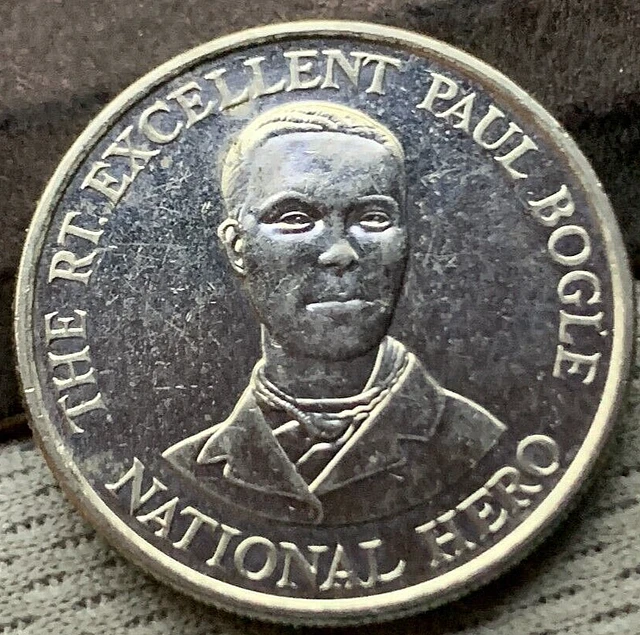 THE RT. EXCELLENT PAUL BOGLE
NATIONAL HERO